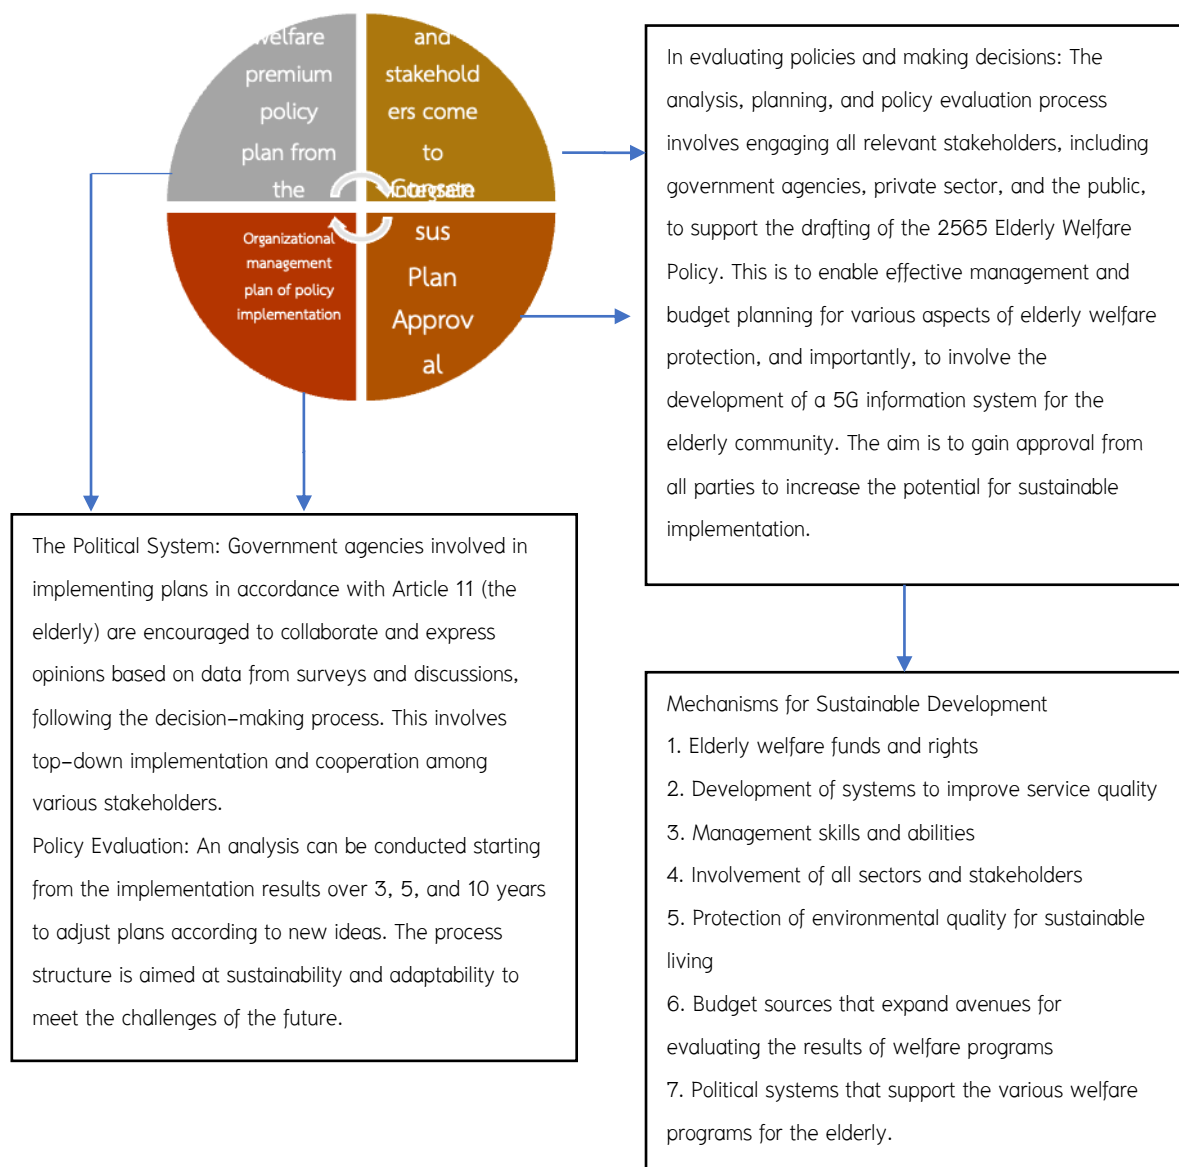 welfare
premium
policy
plan from
the
and
stakehold
ers come
to
integrate
Consen
sus
Plan
Approv
al
Organizational
management
plan of policy
implementation
In evaluating policies and making decisions: The
analysis, planning, and policy evaluation process
involves engaging all relevant stakeholders, including
government agencies, private sector, and the public,
to support the drafting of the 2565 Elderly Welfare
Policy. This is to enable effective management and
budget planning for various aspects of elderly welfare
protection, and importantly, to involve the
development of a 5G information system for the
elderly community. The aim is to gain approval from
all parties to increase the potential for sustainable
implementation.
The Political System: Government agencies involved in
implementing plans in accordance with Article 11 (the
elderly) are encouraged to collaborate and express
opinions based on data from surveys and discussions,
following the decision-making process. This involves
top-down implementation and cooperation among
various stakeholders.
Policy Evaluation: An analysis can be conducted starting
from the implementation results over 3, 5, and 10 years
to adjust plans according to new ideas. The process
structure is aimed at sustainability and adaptability to
meet the challenges of the future.
Mechanisms for Sustainable Development
1. Elderly welfare funds and rights
2. Development of systems to improve service quality
3. Management skills and abilities
4. Involvement of all sectors and stakeholders
5. Protection of environmental quality for sustainable
living
6. Budget sources that expand avenues for
evaluating the results of welfare programs
7. Political systems that support the various welfare
programs for the elderly.